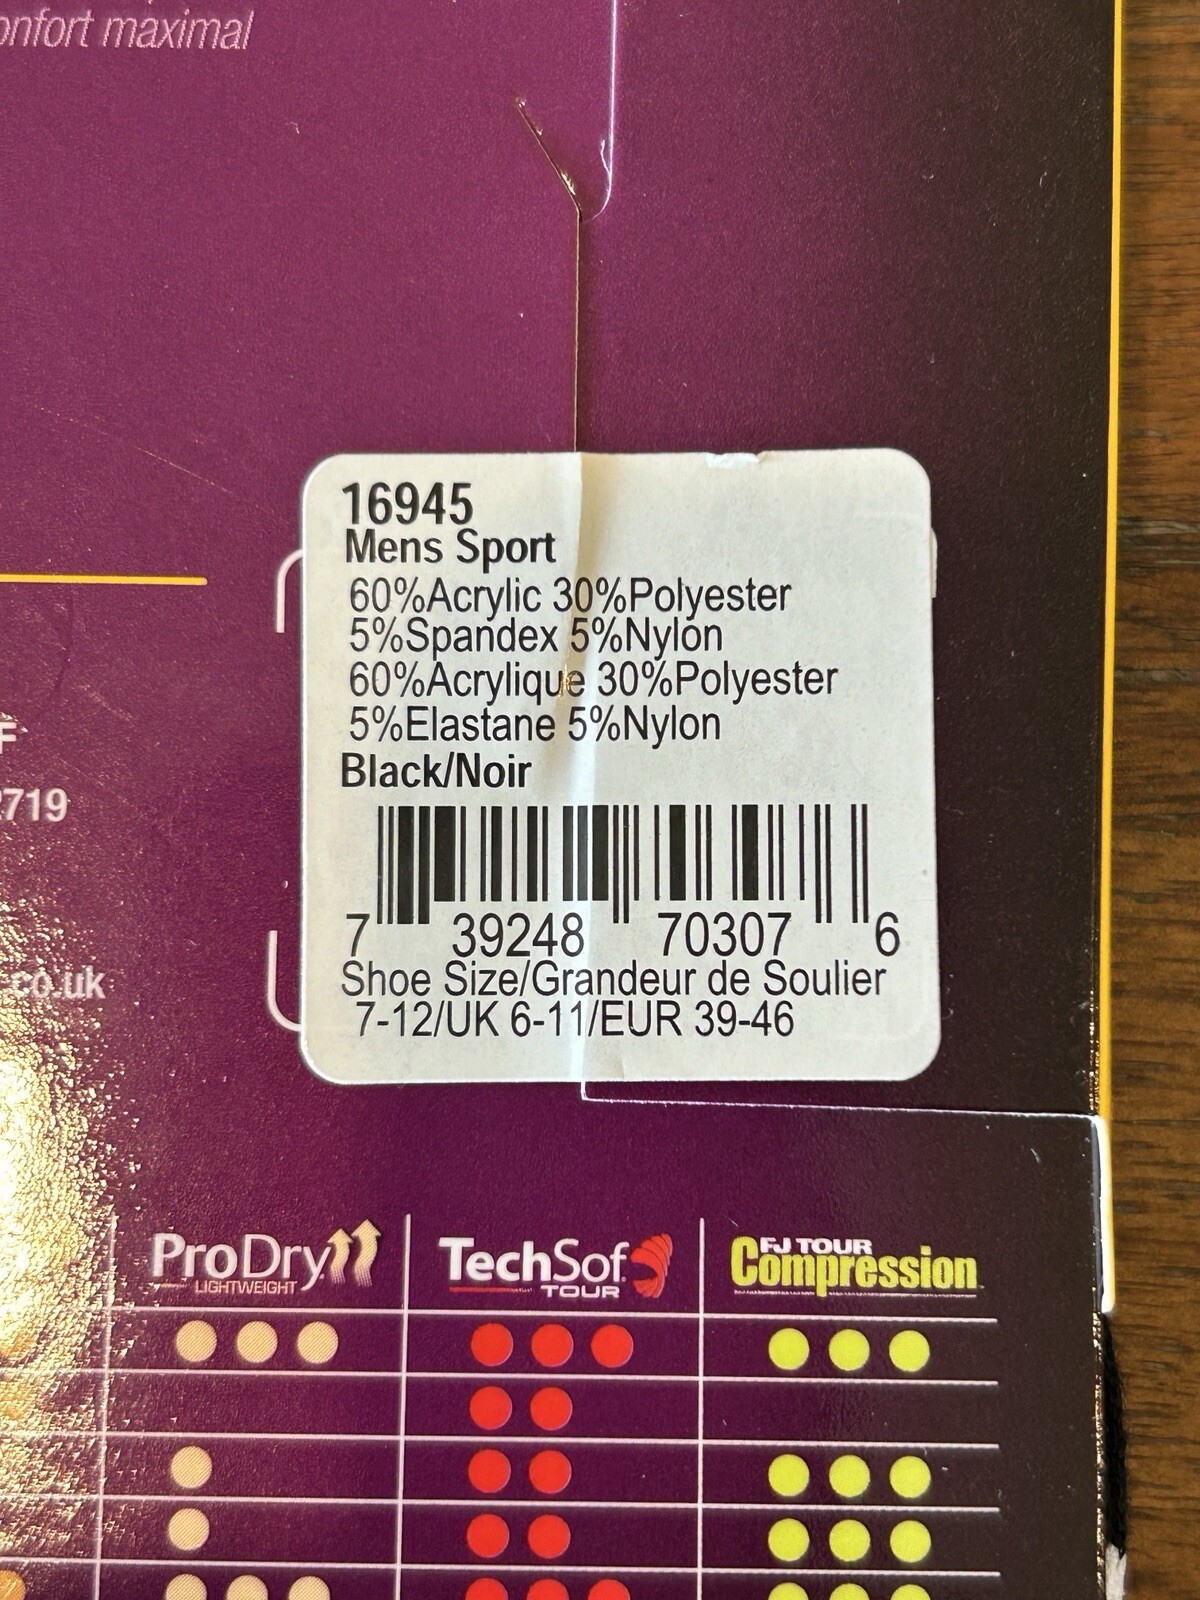 maximal
16945
Mens Sport
60%Acrylic 30%Polyester
5%Spandex 5%Nylon
60%Acrylique 30%Polyester
5%Elastane 5%Nylon
Black/Noir
7 39248 70307 6
Shoe Size/Grandeur de Soulier
7-12/UK 6-11/EUR 39-46
2719
co.uk
ProDry
LIGHTWEIGHT
TechSof
TOUR
FJ TOUR
Compression